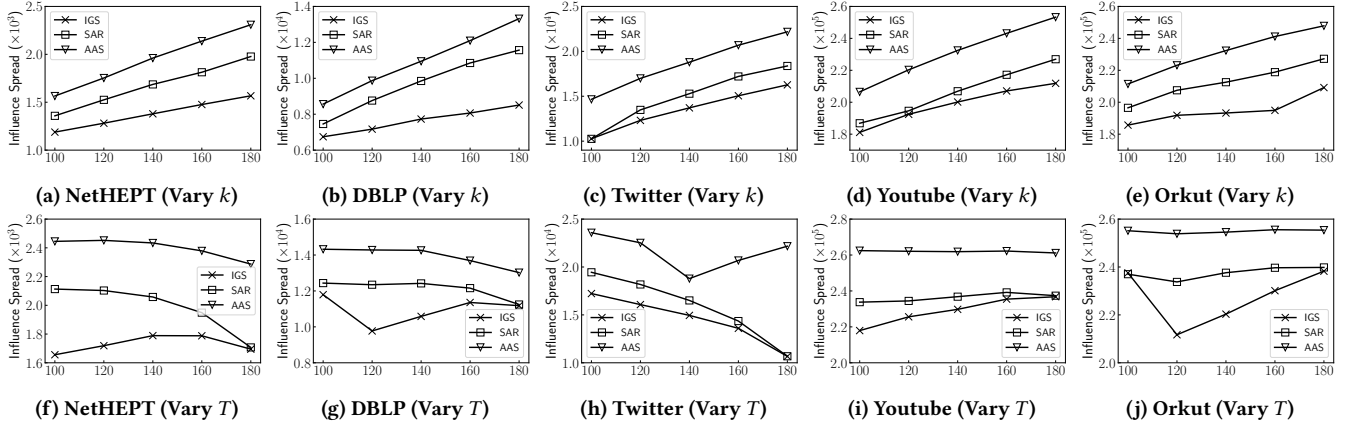 Influence Spread (×10³)
2.5
2.0
1.5
1.0
IGS
SAR
AAS
100 120 140 160 180
(a) NetHEPT (Vary k)
Influence Spread (×10⁴)
1.4
1.2
1.0
0.8
0.6
IGS
SAR
AAS
100 120 140 160 180
(b) DBLP (Vary k)
Influence Spread (×10⁴)
2.5
2.0
1.5
1.0
IGS
SAR
AAS
100 120 140 160 180
(c) Twitter (Vary k)
Influence Spread (×10⁵)
2.6
2.4
2.2
2.0
1.8
IGS
SAR
AAS
100 120 140 160 180
(d) Youtube (Vary k)
Influence Spread (×10⁵)
2.6
2.4
2.2
2.0
1.8
IGS
SAR
AAS
100 120 140 160 180
(e) Orkut (Vary k)
Influence Spread (×10³)
2.6
2.4
2.2
2.0
1.8
1.6
IGS
SAR
AAS
100 120 140 160 180
(f) NetHEPT (Vary T)
Influence Spread (×10⁴)
1.6
1.4
1.2
1.0
0.8
IGS
SAR
AAS
100 120 140 160 180
(g) DBLP (Vary T)
Influence Spread (×10⁴)
2.5
2.0
1.5
1.0
IGS
SAR
AAS
100 120 140 160 180
(h) Twitter (Vary T)
Influence Spread (×10⁵)
2.8
2.6
2.4
2.2
2.0
IGS
SAR
AAS
100 120 140 160 180
(i) Youtube (Vary T)
Influence Spread (×10⁵)
2.6
2.4
2.2
2.0
IGS
SAR
AAS
100 120 140 160 180
(j) Orkut (Vary T)